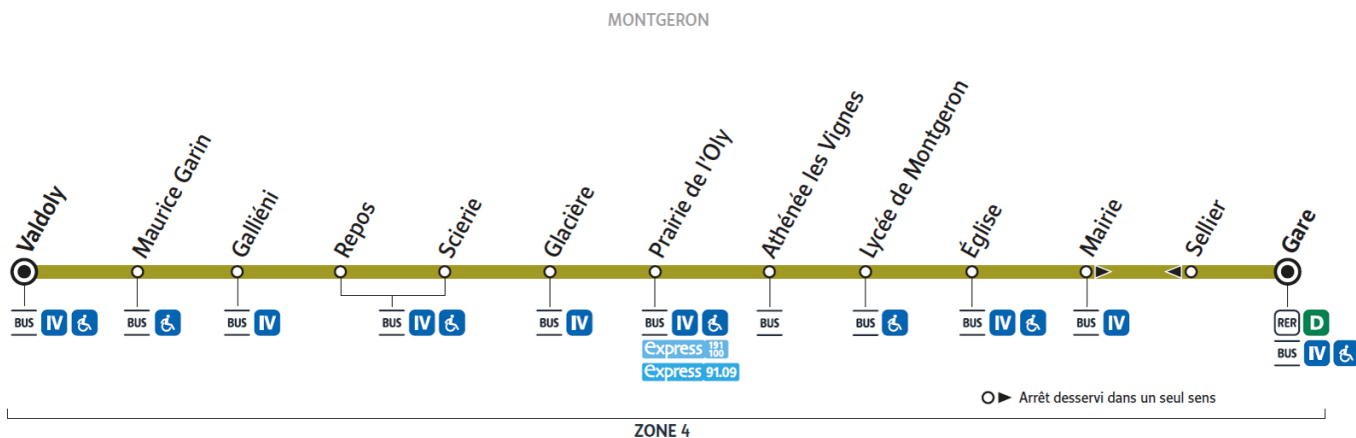 MONTGERON
Valdoly
Maurice Garin
Galliéni
Repos
Scierie
Glacière
Prairie de l'Oly
Athénée les Vignes
Lycée de Montgeron
Église
Mairie
Sellier
Gare
BUS IV
BUS
BUS IV
BUS IV
BUS IV
BUS IV
express 191 100
express 91.09
BUS
BUS
BUS IV
BUS IV
RER D
BUS IV
Arrêt desservi dans un seul sens
ZONE 4